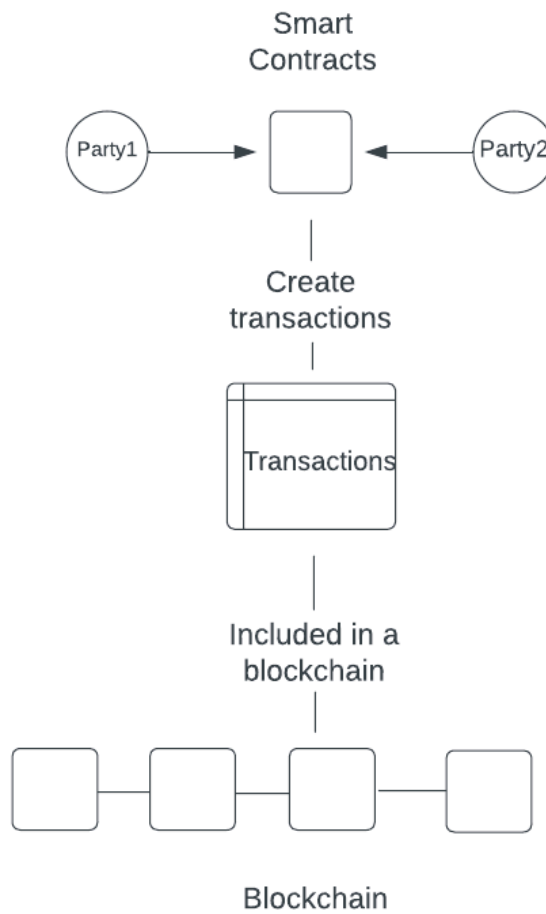 Smart
Contracts
Party1
Party2
Create
transactions
Transactions
Included in a
blockchain
Blockchain